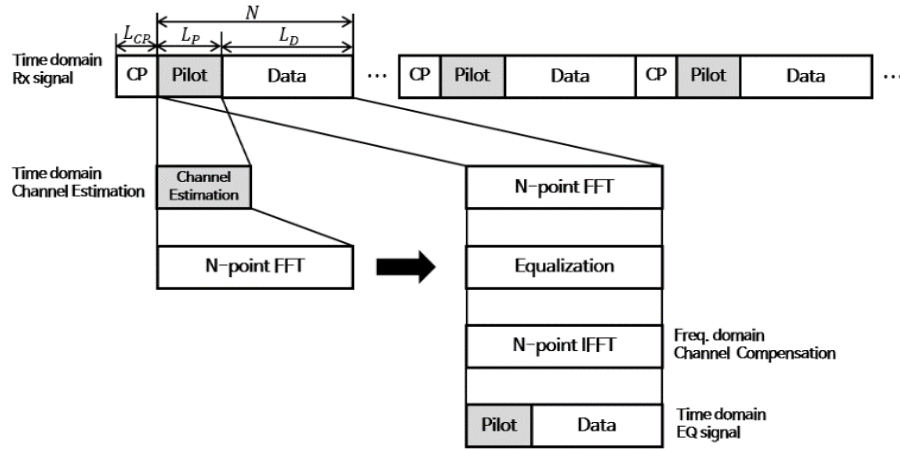 N
L_CP L_P L_D
Time domain
Rx signal
CP Pilot Data ... CP Pilot Data CP Pilot Data ...
Time domain
Channel Estimation
Channel
Estimation
N-point FFT
N-point FFT
Equalization
N-point IFFT
Freq. domain
Channel Compensation
Pilot Data
Time domain
EQ signal